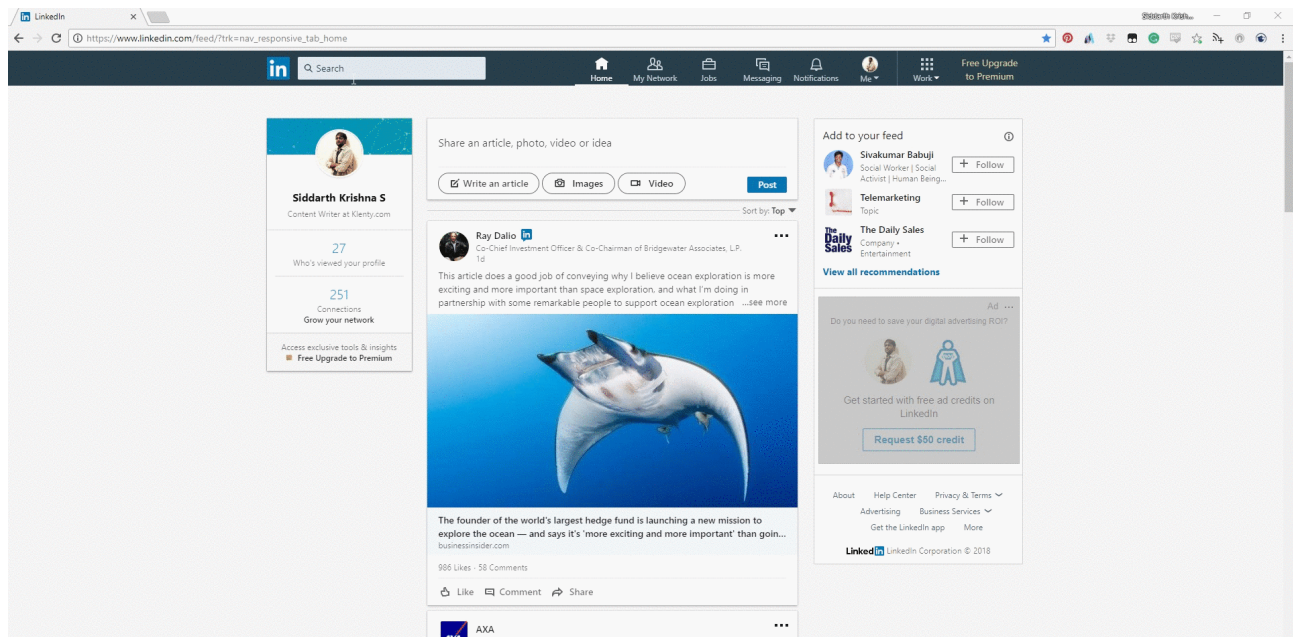 LinkedIn
https://www.linkedin.com/feed/?trk=nav_responsive_tab_home
in
Search
Home
My Network
Jobs
Messaging
Notifications
Me
Work
Free Upgrade
to Premium
Siddarth Krishna S
Content Writer at Klenty.com
27
Who's viewed your profile
251
Connections
Grow your network
Access exclusive tools & insights
Free Upgrade to Premium
Share an article, photo, video or idea
Write an article
Images
Video
Post
Sort by: Top
Ray Dalio in
Co-Chief Investment Officer & Co-Chairman of Bridgewater Associates, L.P.
1d
This article does a good job of conveying why I believe ocean exploration is more
exciting and more important than space exploration, and what I'm doing in
partnership with some remarkable people to support ocean exploration ...see more
The founder of the world's largest hedge fund is launching a new mission to
explore the ocean — and says it's 'more exciting and more important' than goin...
businessinsider.com
986 Likes · 58 Comments
Like
Comment
Share
AXA
Add to your feed
Sivakumar Babuji
Social Worker | Social
Activist | Human Being...
+ Follow
Telemarketing
Topic
+ Follow
The Daily Sales
Company •
Entertainment
+ Follow
The
Daily
Sales
View all recommendations
Ad
Do you need to save your digital advertising ROI?
Get started with free ad credits on
LinkedIn
Request $50 credit
About Help Center Privacy & Terms
Advertising Business Services
Get the LinkedIn app More
LinkedIn LinkedIn Corporation © 2018